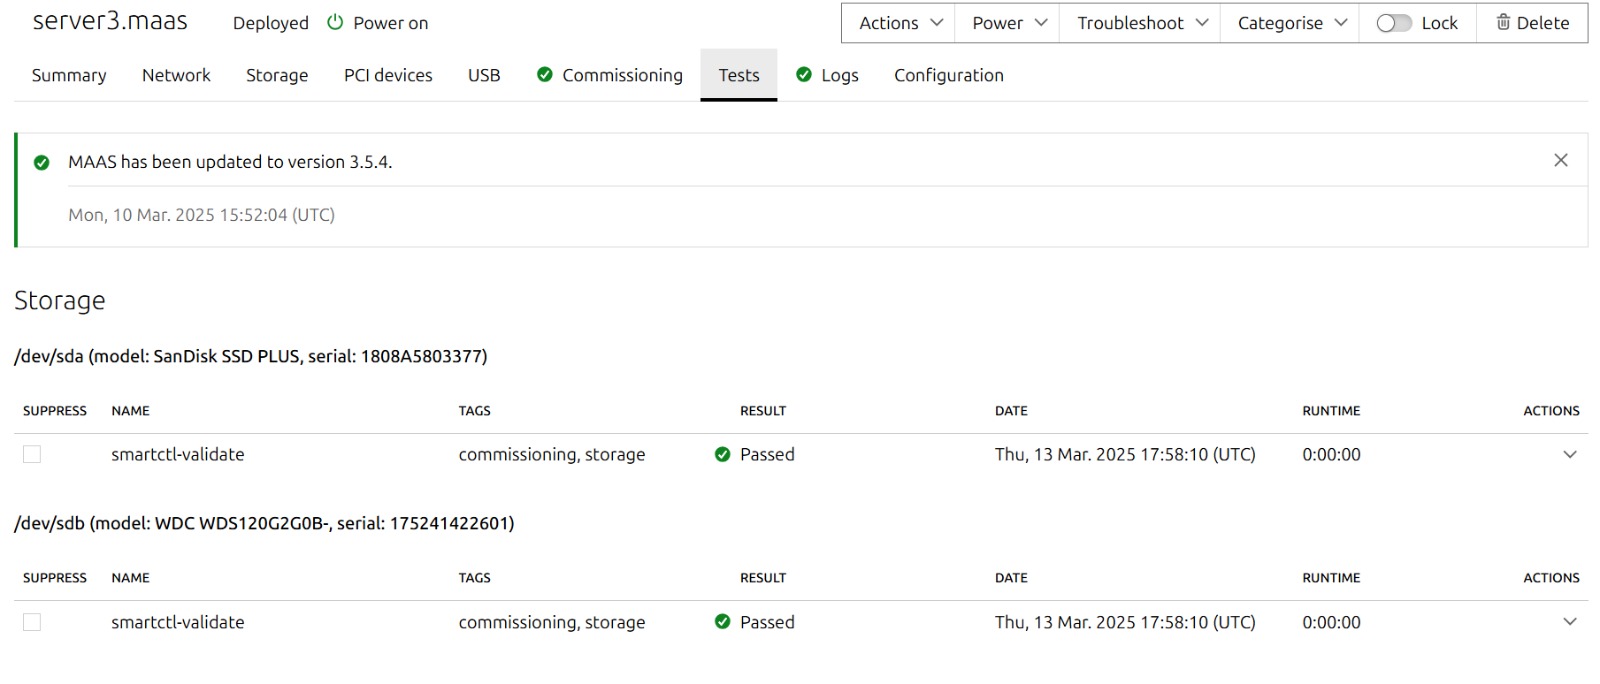 server3.maas Deployed Power on Actions Power Troubleshoot Categorise Lock Delete
Summary Network Storage PCI devices USB Commissioning Tests Logs Configuration
MAAS has been updated to version 3.5.4.
Mon, 10 Mar. 2025 15:52:04 (UTC)
Storage
/dev/sda (model: SanDisk SSD PLUS, serial: 1808A5803377)
SUPPRESS NAME TAGS RESULT DATE RUNTIME ACTIONS
smartctl-validate commissioning, storage Passed Thu, 13 Mar. 2025 17:58:10 (UTC) 0:00:00
/dev/sdb (model: WDC WDS120G2G0B-, serial: 175241422601)
SUPPRESS NAME TAGS RESULT DATE RUNTIME ACTIONS
smartctl-validate commissioning, storage Passed Thu, 13 Mar. 2025 17:58:10 (UTC) 0:00:00